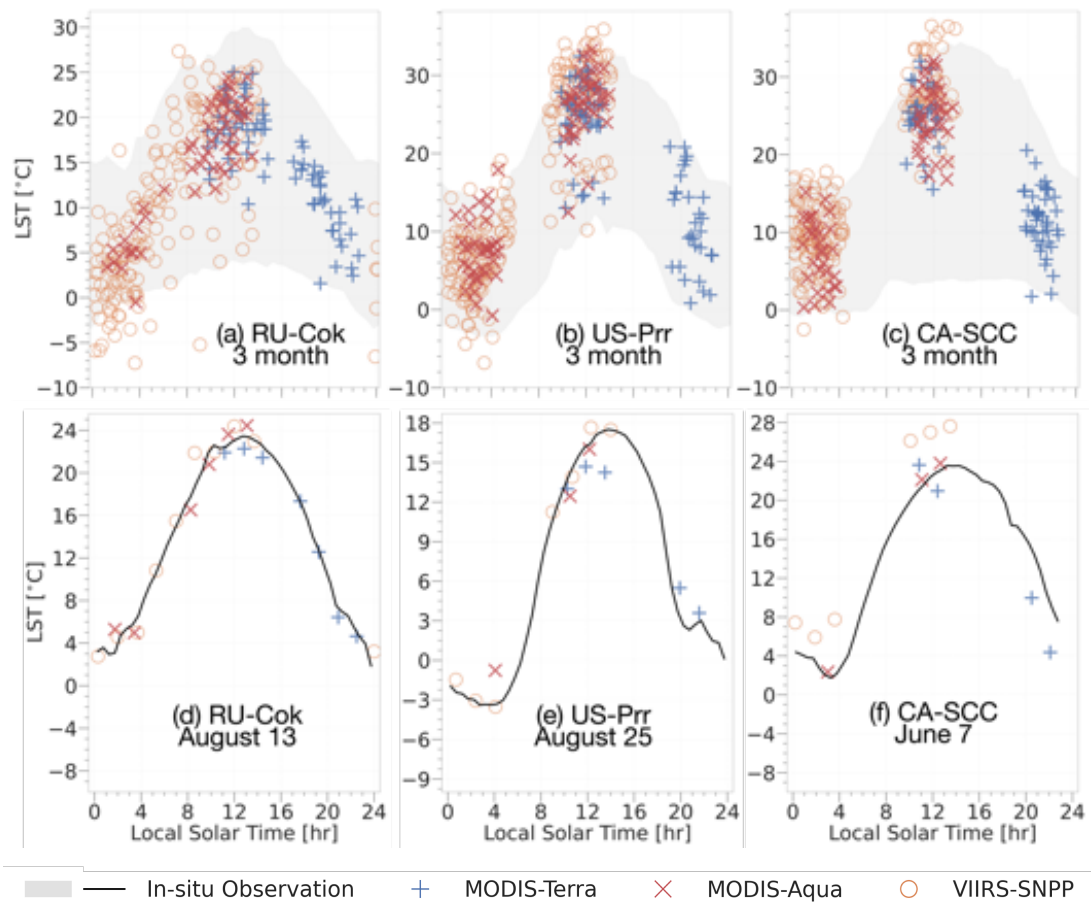 30
25
20
15
10
5
0
−5
−10
LST [°C]
(a) RU-Cok
3 month
30
20
10
0
−10
(b) US-Prr
3 month
30
20
10
0
−10
(c) CA-SCC
3 month
24
20
16
12
8
4
0
−4
−8
LST [°C]
(d) RU-Cok
August 13
0 4 8 12 16 20 24
Local Solar Time [hr]
18
15
12
9
6
3
0
−3
−6
−9
(e) US-Prr
August 25
0 4 8 12 16 20 24
Local Solar Time [hr]
28
24
20
16
12
8
4
0
−4
−8
(f) CA-SCC
June 7
0 4 8 12 16 20 24
Local Solar Time [hr]
In-situ Observation MODIS-Terra MODIS-Aqua VIIRS-SNPP